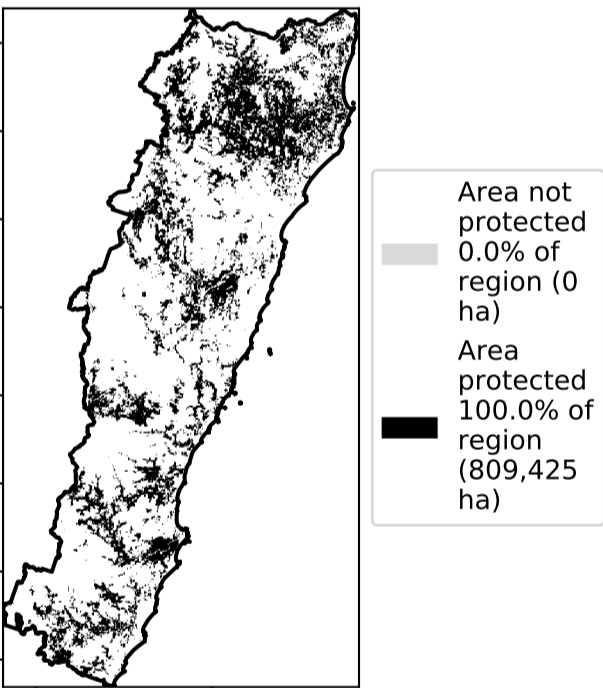 Area not
protected
0.0% of
region (0
ha)
Area
protected
100.0% of
region
(809,425
ha)